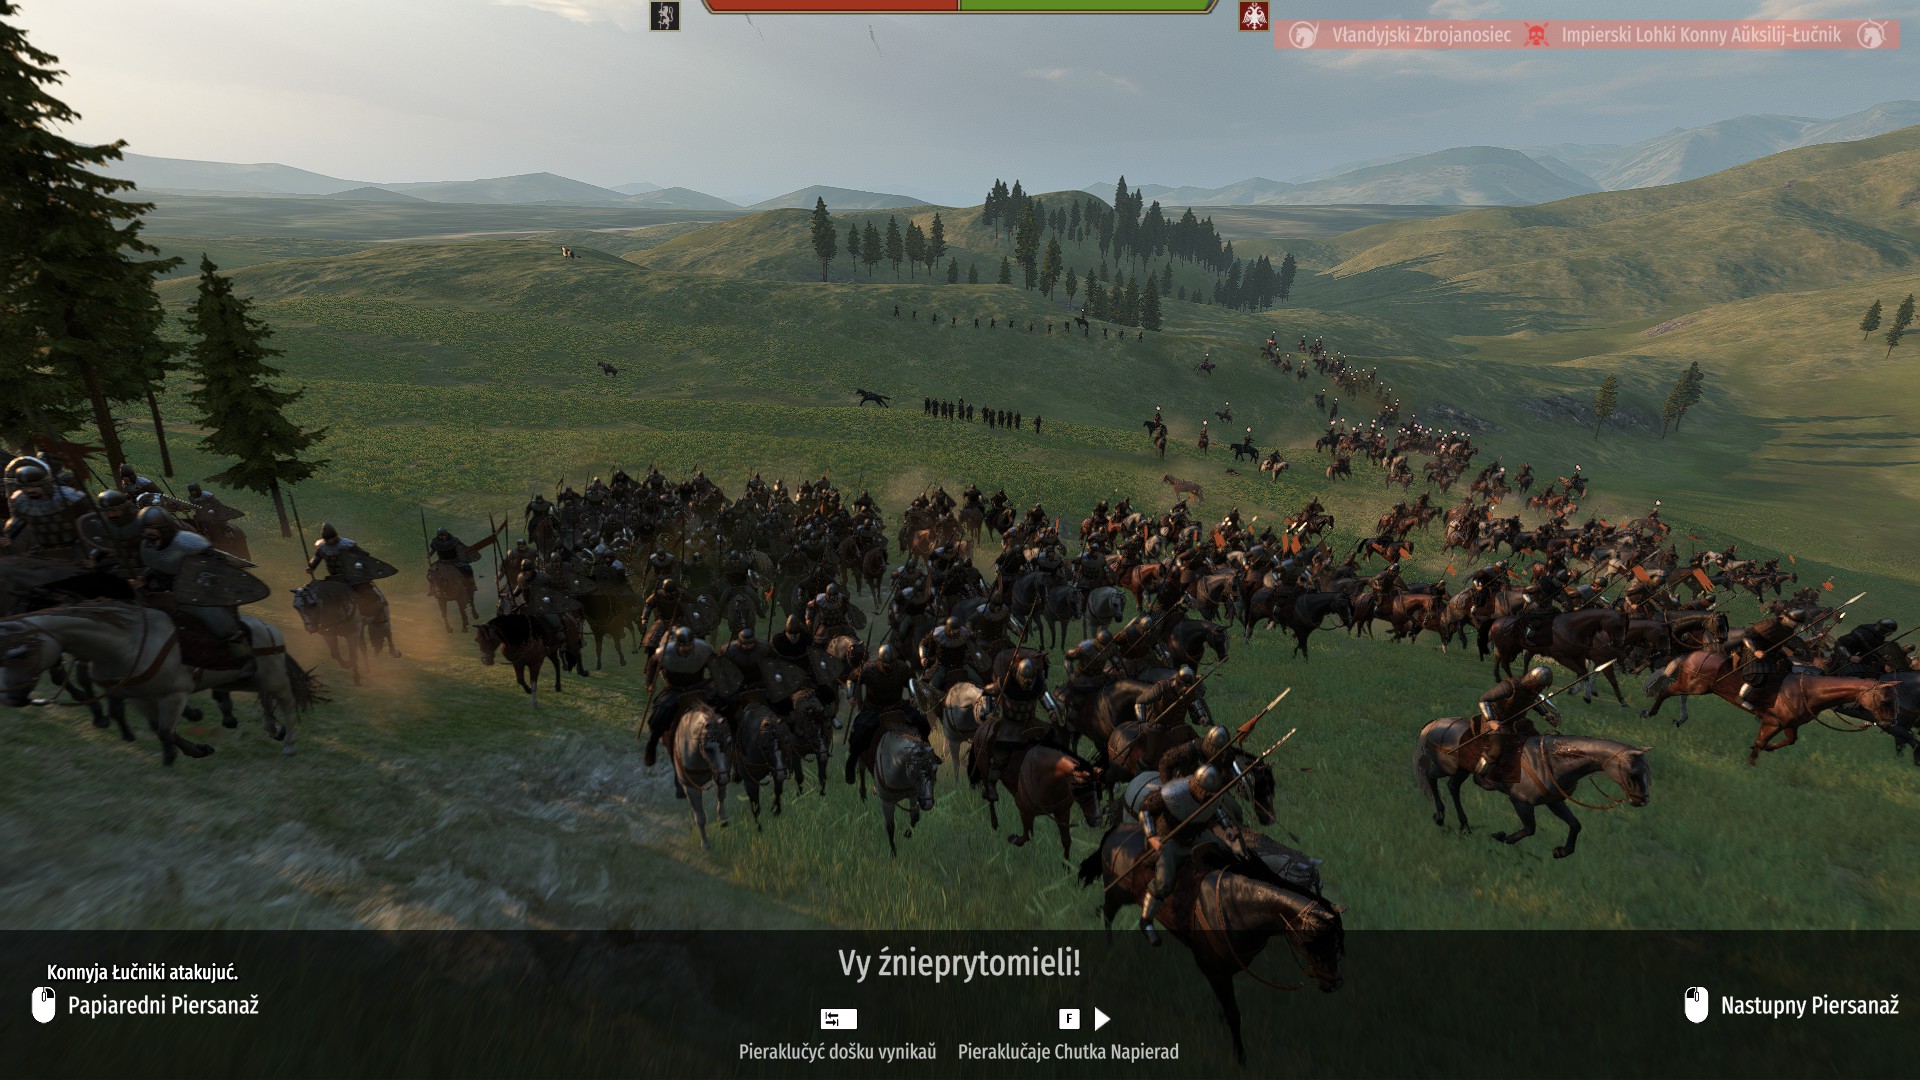 Vłandyjski Zbrojanosiec Impierski Lohki Konny Aŭksilij-Łučnik
Konnyja Łučniki atakujuć.
Papiaredni Piersanaž
Vy źnieprytomieli!
F
Pieraklučyć došku vynikaŭ Pieraklučaje Chutka Napierad
Nastupny Piersanaž